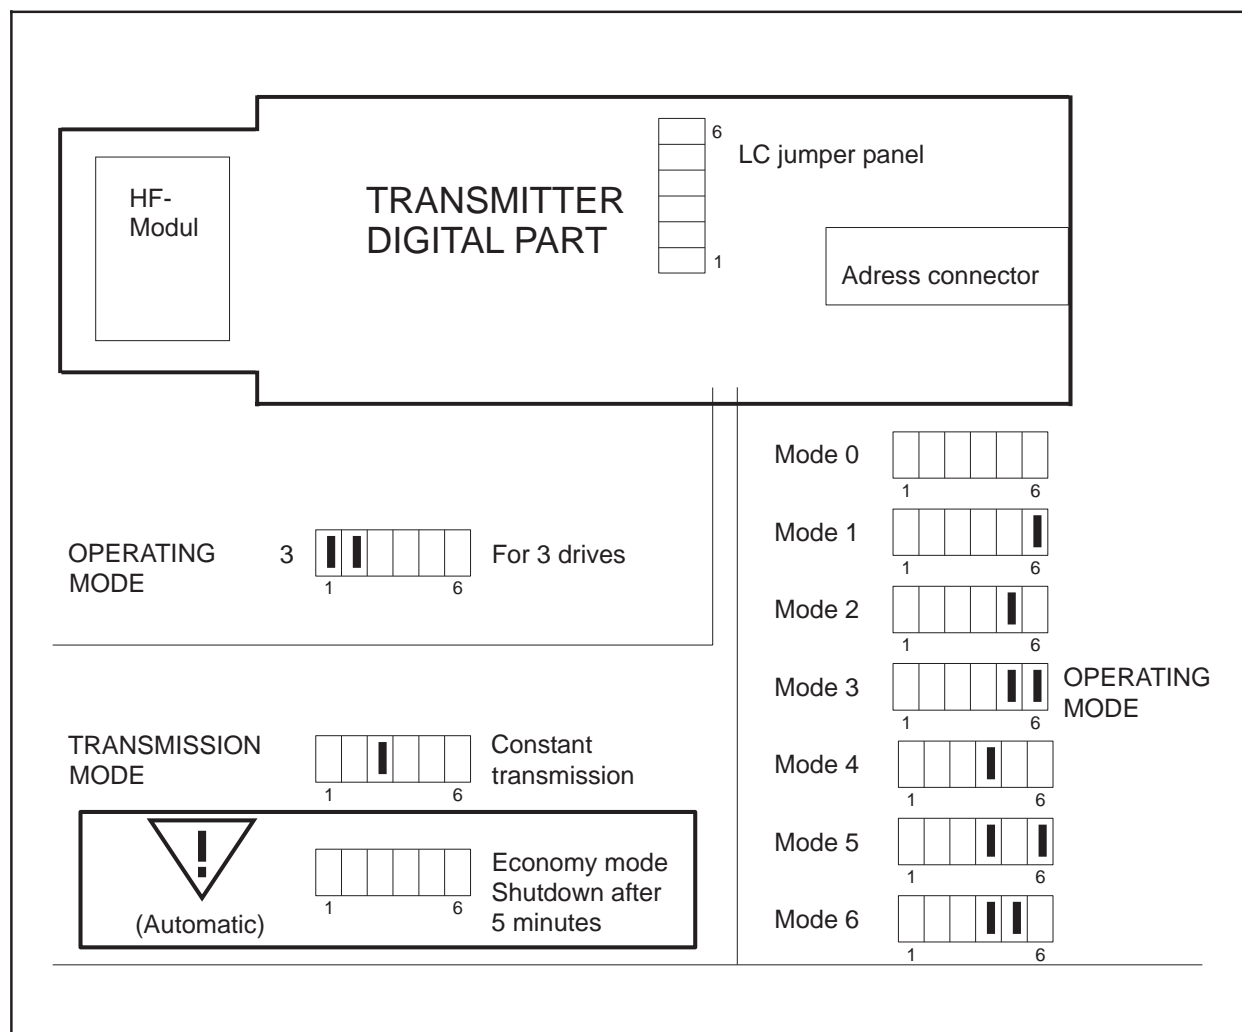 HF-
Modul
TRANSMITTER
DIGITAL PART
6
LC jumper panel
1
Adress connector
OPERATING
MODE
3
1 6
For 3 drives
TRANSMISSION
MODE
1 6
Constant
transmission
!
(Automatic)
1 6
Economy mode
Shutdown after
5 minutes
Mode 0
1 6
Mode 1
1 6
Mode 2
1 6
Mode 3
1 6
OPERATING
MODE
Mode 4
1 6
Mode 5
1 6
Mode 6
1 6